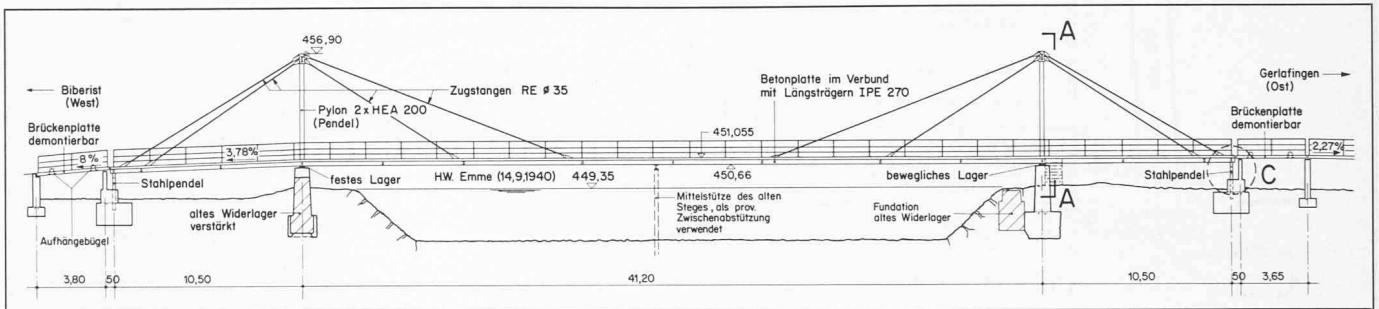 456,90
A
Biberist
(West)
Gerlafingen
(Ost)
Zugstangen RE ø 35
Betonplatte im Verbund
mit Längsträgern IPE 270
Pylon 2 x HEA 200
(Pendel)
Brückenplatte
demontierbar
Brückenplatte
demontierbar
451,055
8%
3,78%
2,27%
Stahlpendel
festes Lager
H.W. Emme (14,9,1940)
449,35
450,66
bewegliches Lager
Stahlpendel
C
A
altes Widerlager
verstärkt
Mittelstütze des alten
Steges, als prov.
Zwischenabstützung
verwendet
Fundation
altes Widerlager
Aufhängebügel
3,80
50
10,50
41,20
10,50
50
3,65